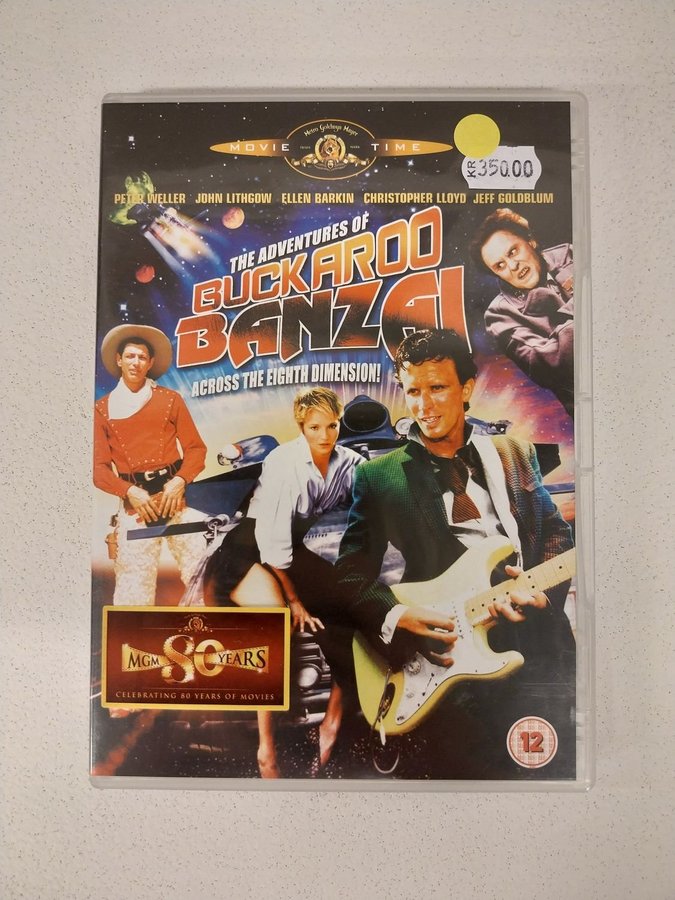 Metro Goldwyn Mayer
MOVIE TIME
KR 350.00
PETER WELLER JOHN LITHGOW ELLEN BARKIN CHRISTOPHER LLOYD JEFF GOLDBLUM
THE ADVENTURES OF
BUCKAROO
BANZAI
ACROSS THE EIGHTH DIMENSION!
MGM 80 YEARS
CELEBRATING 80 YEARS OF MOVIES
12